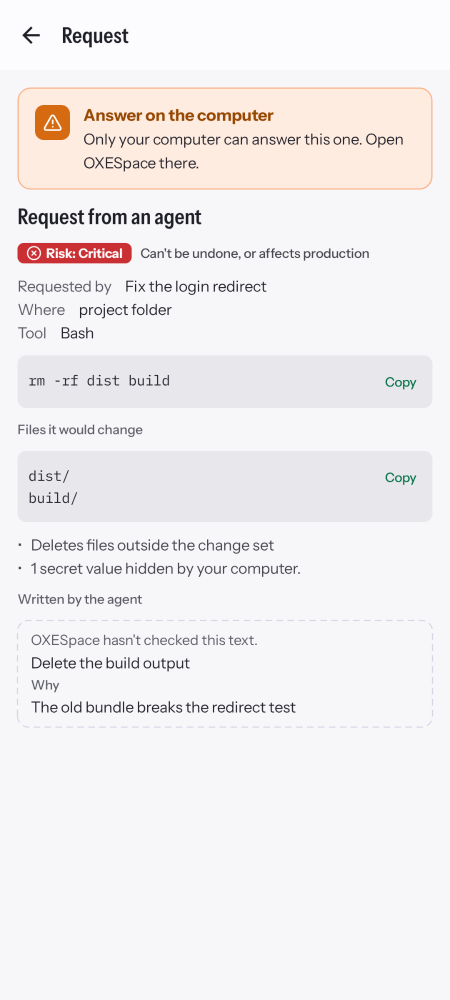 Request
Answer on the computer
Only your computer can answer this one. Open
OXESpace there.
Request from an agent
Risk: Critical Can't be undone, or affects production
Requested by Fix the login redirect
Where project folder
Tool Bash
rm -rf dist build Copy
Files it would change
dist/ Copy
build/
• Deletes files outside the change set
• 1 secret value hidden by your computer.
Written by the agent
OXESpace hasn't checked this text.
Delete the build output
Why
The old bundle breaks the redirect test